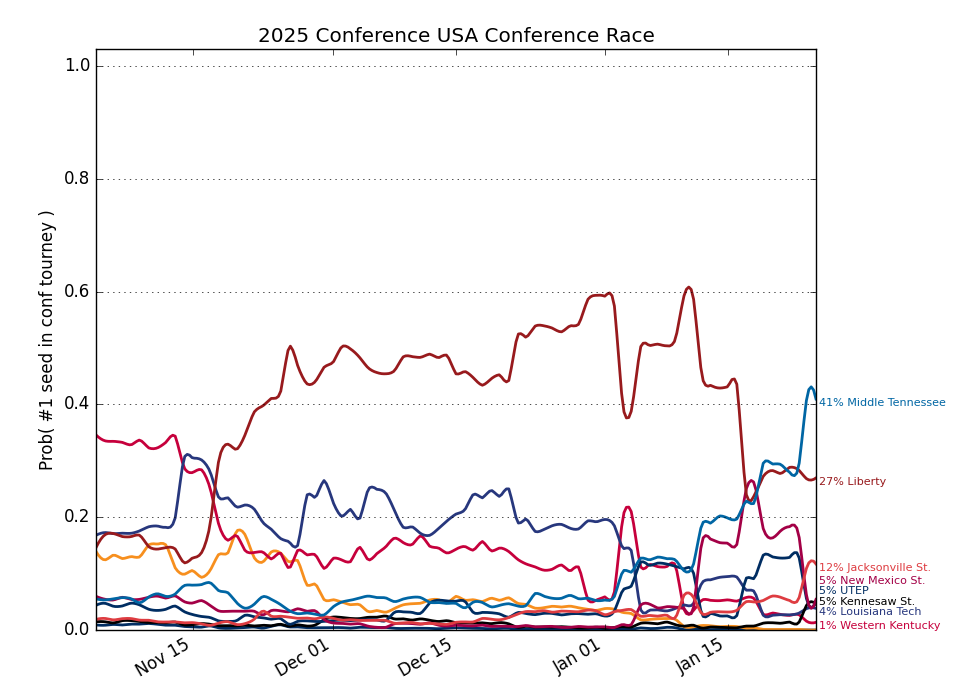 2025 Conference USA Conference Race
Prob( #1 seed in conf tourney )
1.0
0.8
0.6
0.4
0.2
0.0
Nov 15
Dec 01
Dec 15
Jan 01
Jan 15
41% Middle Tennessee
27% Liberty
12% Jacksonville St.
5% New Mexico St.
5% UTEP
5% Kennesaw St.
4% Louisiana Tech
1% Western Kentucky